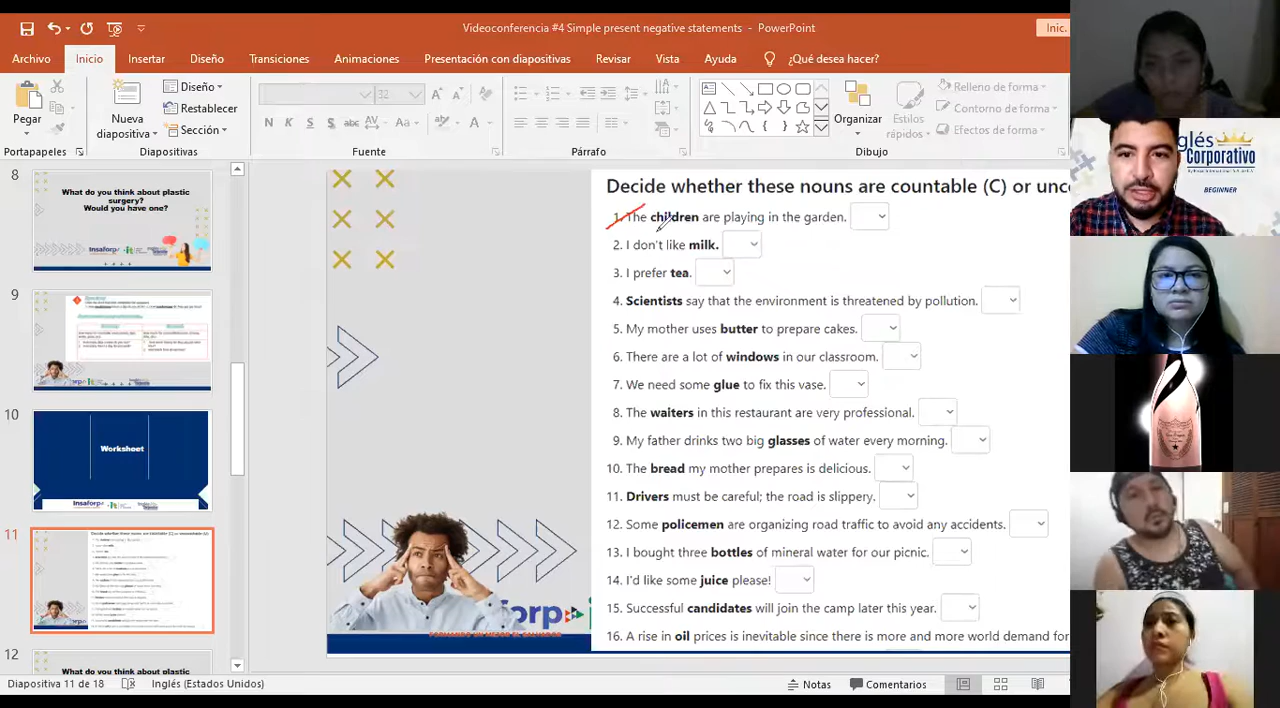 Videoconferencia #4 Simple present negative statements - PowerPoint
Inic.
Archivo Inicio Insertar Diseño Transiciones Animaciones Presentación con diapositivas Revisar Vista Ayuda ¿Qué desea hacer?
Pegar
Nueva diapositiva
Diseño
Restablecer
Sección
32
N K S S abc AV Aa A
Organizar
Estilos rápidos
Relleno de forma
Contorno de forma
Efectos de forma
Portapapeles Diapositivas Fuente Párrafo Dibujo
8
What do you think about plastic surgery?
Would you have one?
Insaforp
9
10
Worksheet
Insaforp
11
12
What do you think about plastic
Decide whether these nouns are countable (C) or unco
1. The children are playing in the garden.
2. I don't like milk.
3. I prefer tea.
4. Scientists say that the environment is threatened by pollution.
5. My mother uses butter to prepare cakes.
6. There are a lot of windows in our classroom.
7. We need some glue to fix this vase.
8. The waiters in this restaurant are very professional.
9. My father drinks two big glasses of water every morning.
10. The bread my mother prepares is delicious.
11. Drivers must be careful; the road is slippery.
12. Some policemen are organizing road traffic to avoid any accidents.
13. I bought three bottles of mineral water for our picnic.
14. I'd like some juice please!
15. Successful candidates will join the camp later this year.
16. A rise in oil prices is inevitable since there is more and more world demand for
Diapositiva 11 de 18 Inglés (Estados Unidos) Notas Comentarios
glés
Corporativo
BEGINNER